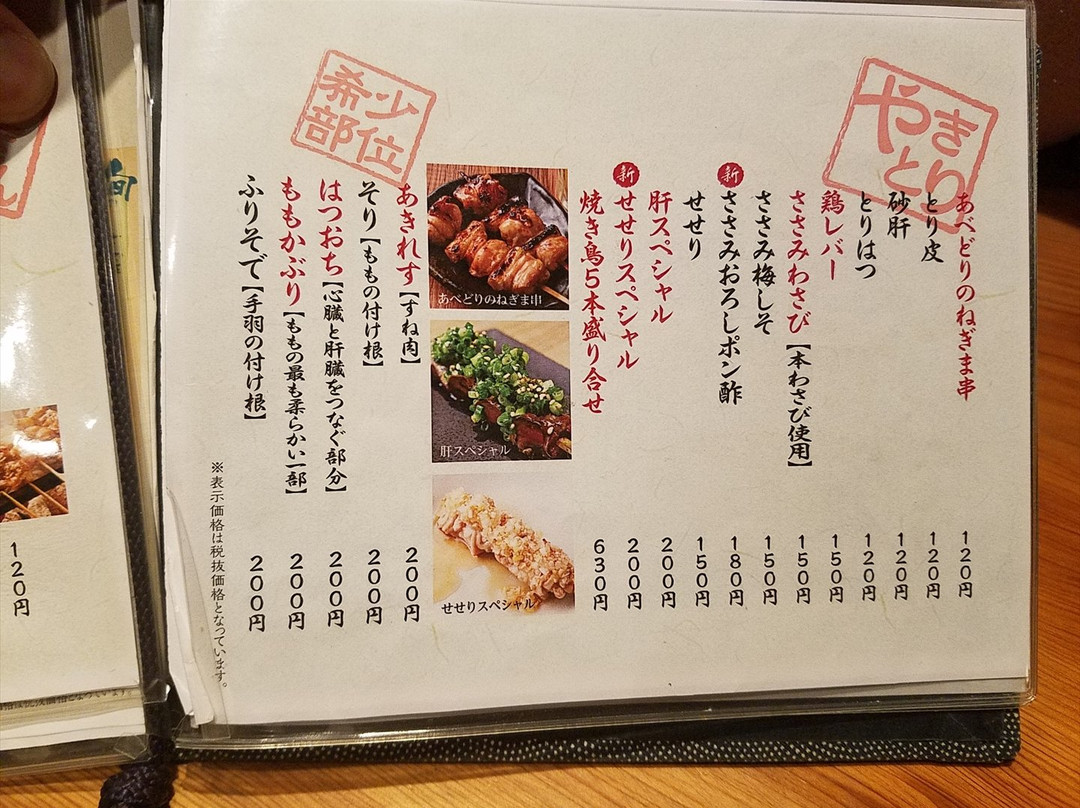 やきとり
あべどりのねぎま串 120円
とり皮 120円
砂肝 120円
とりはつ 120円
鶏レバー 150円
ささみわさび【本わさび使用】 150円
ささみ梅しそ 150円
新 ささみおろしポン酢 180円
せせり 150円
肝スペシャル 200円
新 せせりスペシャル 200円
焼き鳥5本盛り合せ 630円
あべどりのねぎま串
肝スペシャル
せせりスペシャル
希少部位
あきれす【すね肉】 200円
そり【ももの付け根】 200円
はつおち【心臓と肝臓をつなぐ部分】 200円
ももかぶり【ももの最も柔らかい一部】 200円
ふりそで【手羽の付け根】 200円
※表示価格は税抜価格となっています。
ん
120円